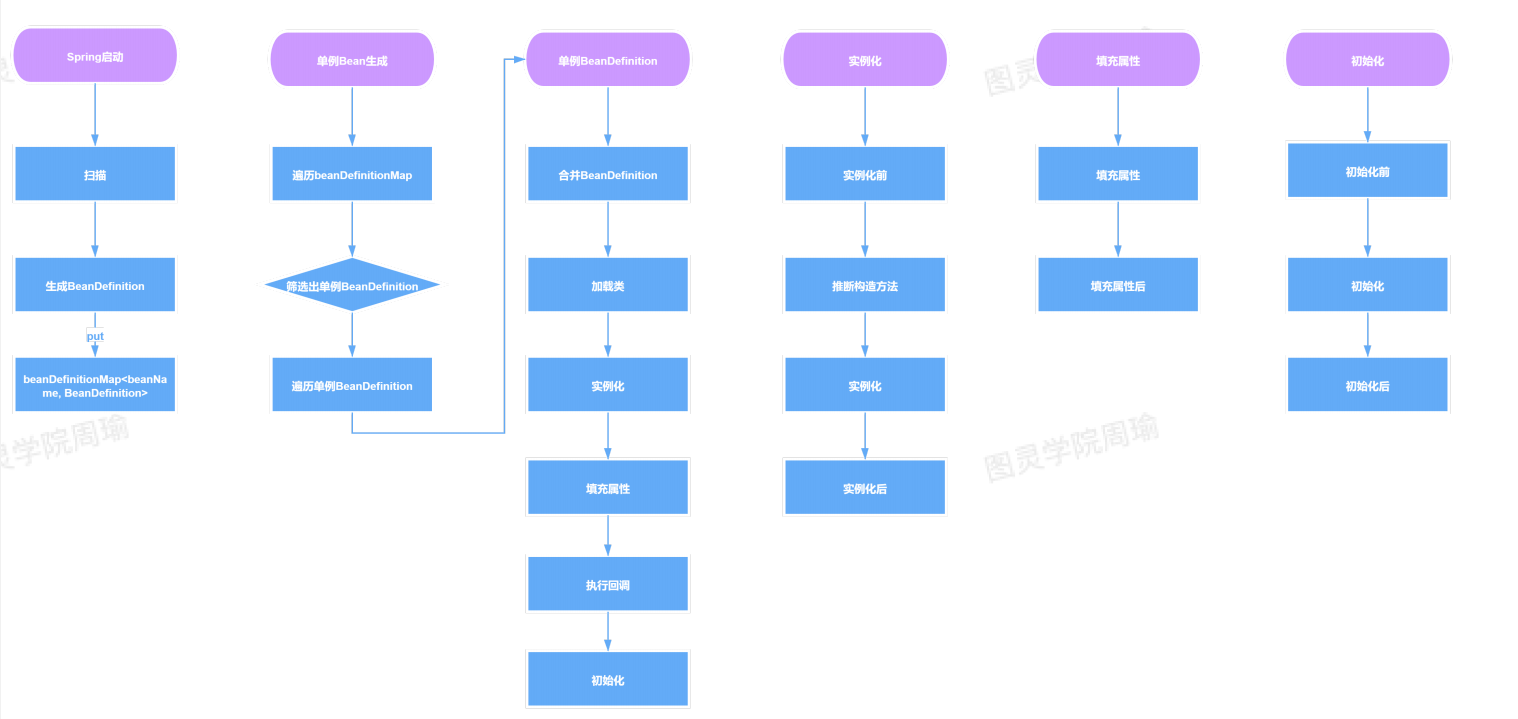 Spring启动
扫描
生成BeanDefinition
put
beanDefinitionMap<beanNa
me, BeanDefinition>
单例Bean生成
遍历beanDefinitionMap
筛选出单例BeanDefinition
遍历单例BeanDefinition
单例BeanDefinition
合并BeanDefinition
加载类
实例化
填充属性
执行回调
初始化
实例化
实例化前
推断构造方法
实例化
实例化后
填充属性
填充属性
填充属性后
初始化
初始化前
初始化
初始化后
图灵
灵学院周瑜
图灵学院周瑜